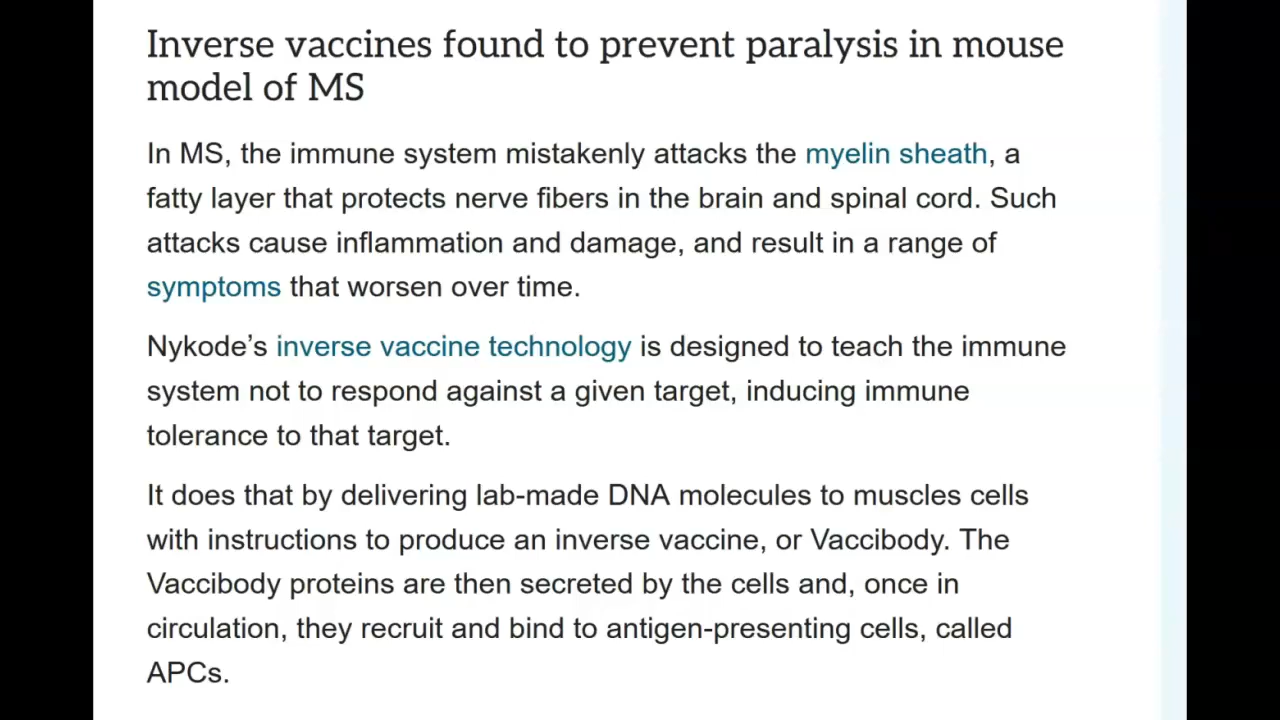 Inverse vaccines found to prevent paralysis in mouse
model of MS
In MS, the immune system mistakenly attacks the myelin sheath, a
fatty layer that protects nerve fibers in the brain and spinal cord. Such
attacks cause inflammation and damage, and result in a range of
symptoms that worsen over time.
Nykode’s inverse vaccine technology is designed to teach the immune
system not to respond against a given target, inducing immune
tolerance to that target.
It does that by delivering lab-made DNA molecules to muscles cells
with instructions to produce an inverse vaccine, or Vaccibody. The
Vaccibody proteins are then secreted by the cells and, once in
circulation, they recruit and bind to antigen-presenting cells, called
APCs.